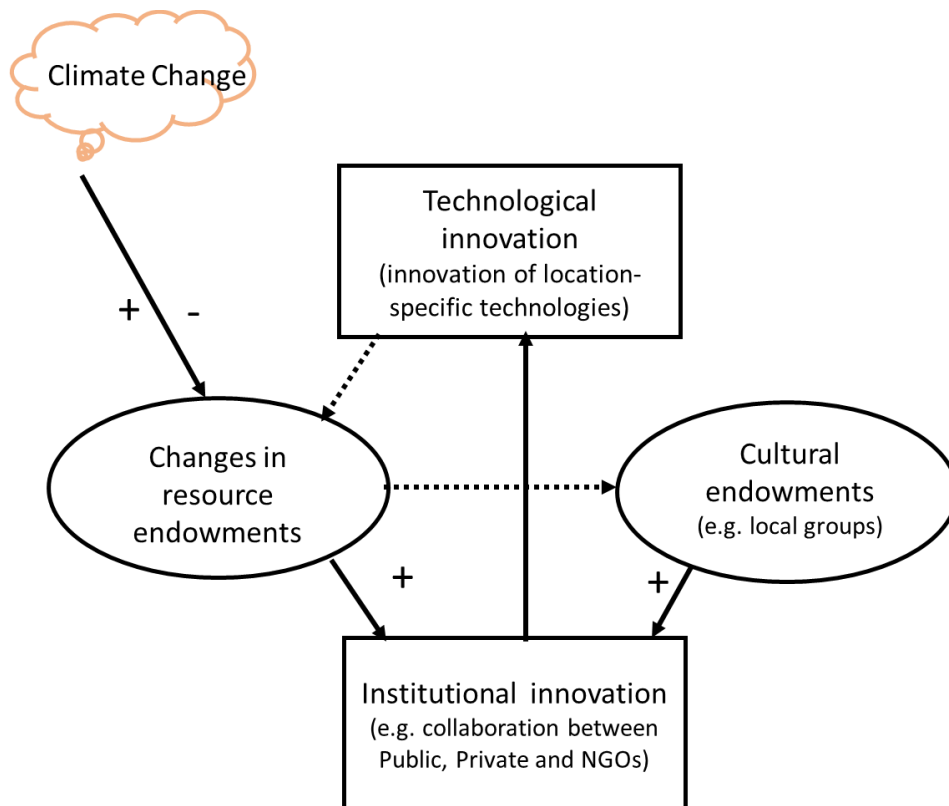 Climate Change
Technological
innovation
(innovation of location-
specific technologies)
+ -
Changes in
resource
endowments
Cultural
endowments
(e.g. local groups)
+
+
Institutional innovation
(e.g. collaboration between
Public, Private and NGOs)